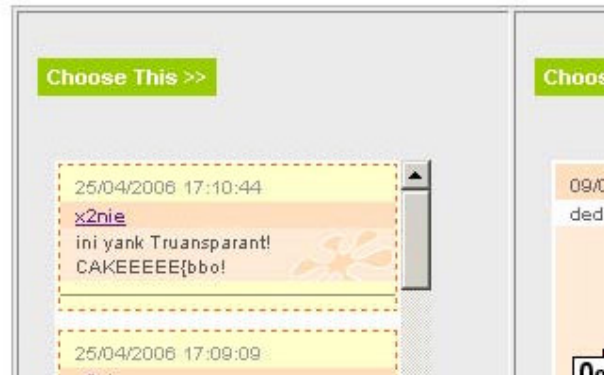 Choose This >>
25/04/2006 17:10:44
x2nie
ini yank Truansparant!
CAKEEEEE{bbo!
25/04/2006 17:09:09
Choos
09/0
ded